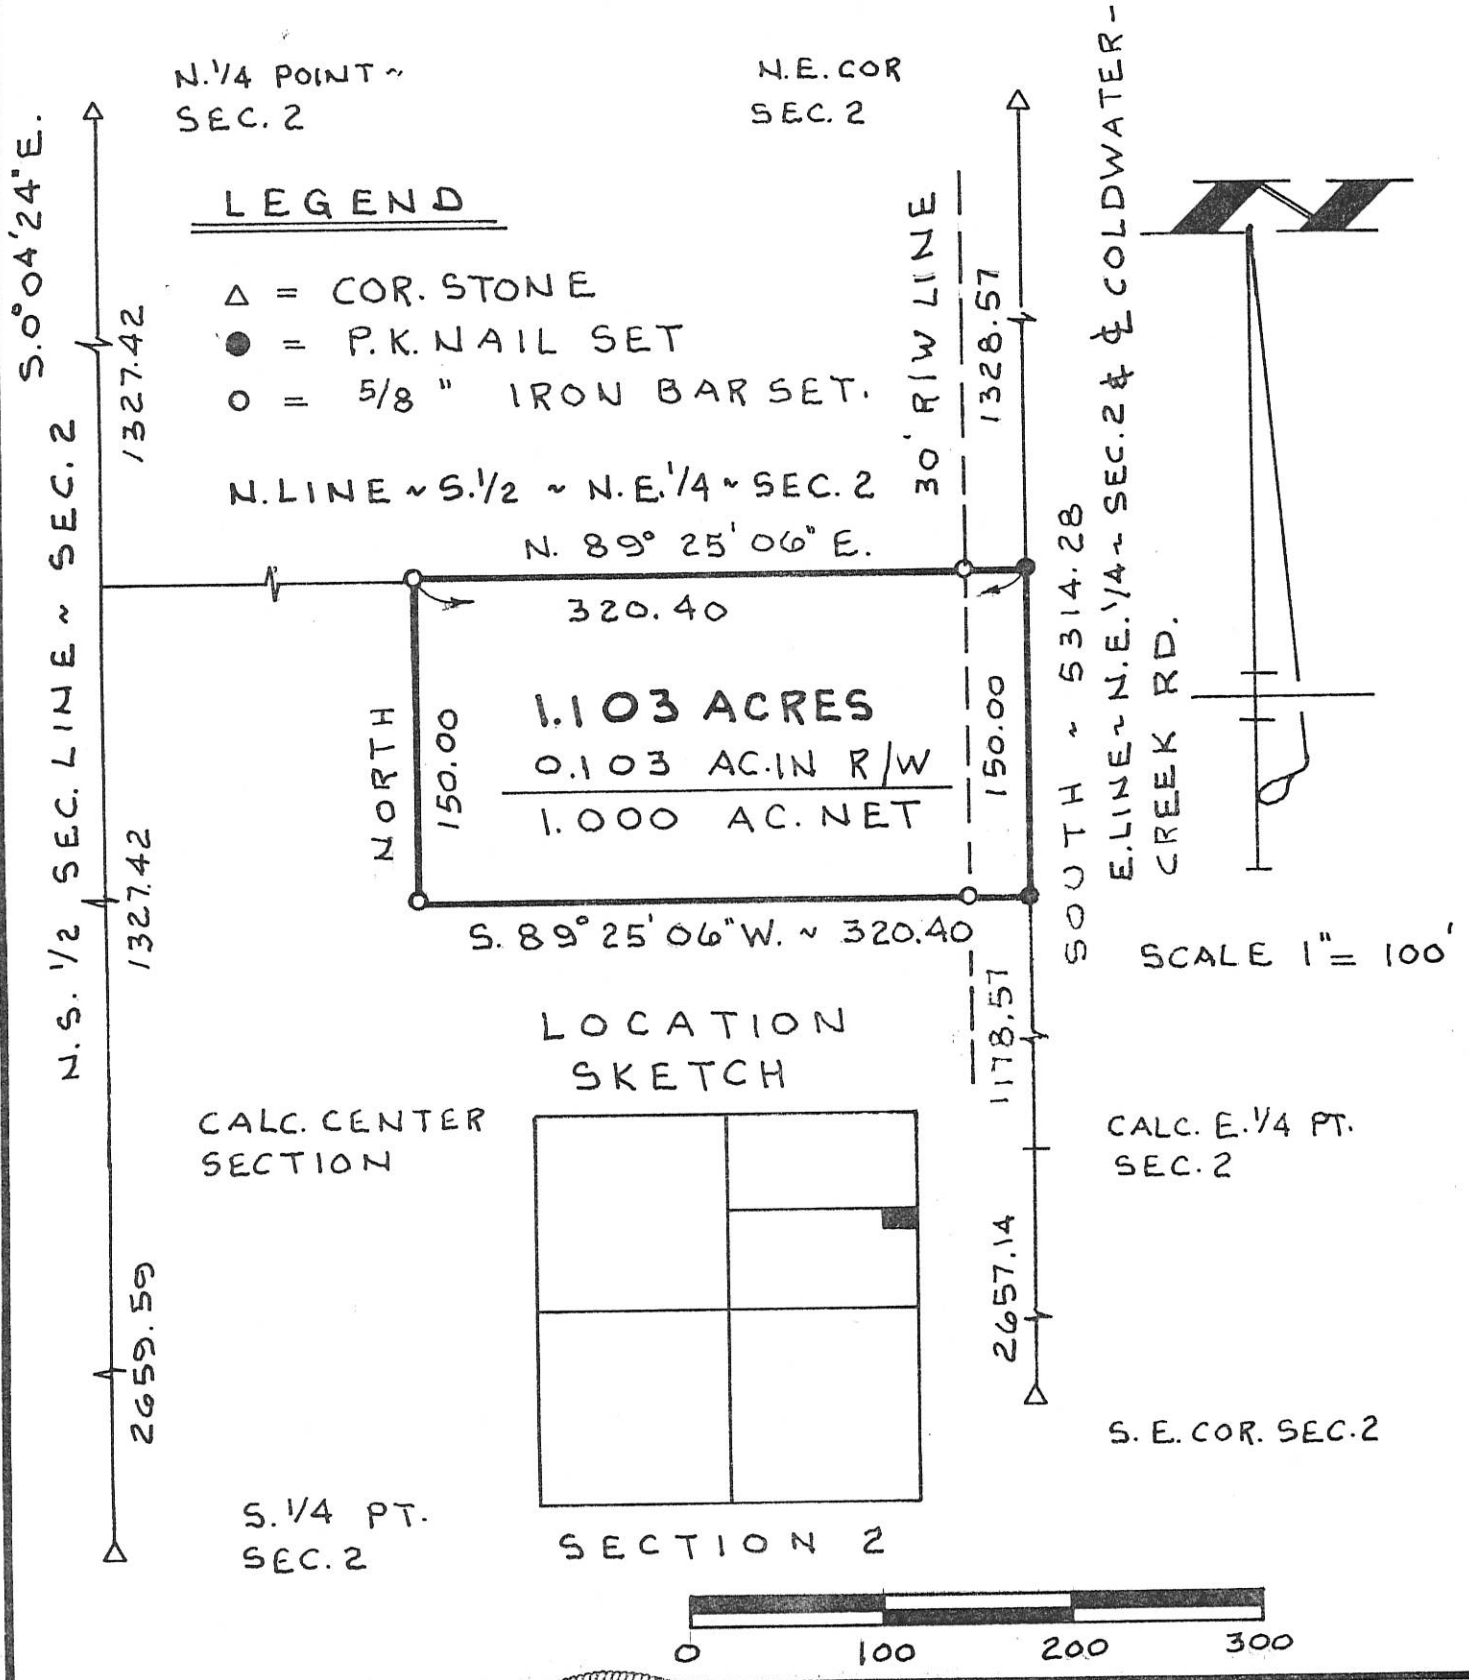 N. 1/4 POINT ~
SEC. 2
N.E. COR
SEC. 2
S. 0° 04' 24" E.
N.S. 1/2 SEC. LINE ~ SEC. 2
1327.42
1327.42
2659.59
LEGEND
△ = COR. STONE
● = P.K. NAIL SET
○ = 5/8 " IRON BAR SET.
30' R/W LINE
1328.57
N
N. LINE ~ S. 1/2 ~ N.E. 1/4 ~ SEC. 2
N. 89° 25' 06" E.
320.40
NORTH
150.00
1.103 ACRES
0.103 AC. IN R/W
1.000 AC. NET
150.00
SOUTH ~ 5314.28
E. LINE ~ N.E. 1/4 ~ SEC. 2 & ℄ COLDWATER-
CREEK RD.
S. 89° 25' 06" W. ~ 320.40
SCALE 1" = 100'
1178.57
LOCATION
SKETCH
CALC. CENTER
SECTION
CALC. E. 1/4 PT.
SEC. 2
2657.14
S. E. COR. SEC. 2
S. 1/4 PT.
SEC. 2
SECTION 2
0 100 200 300